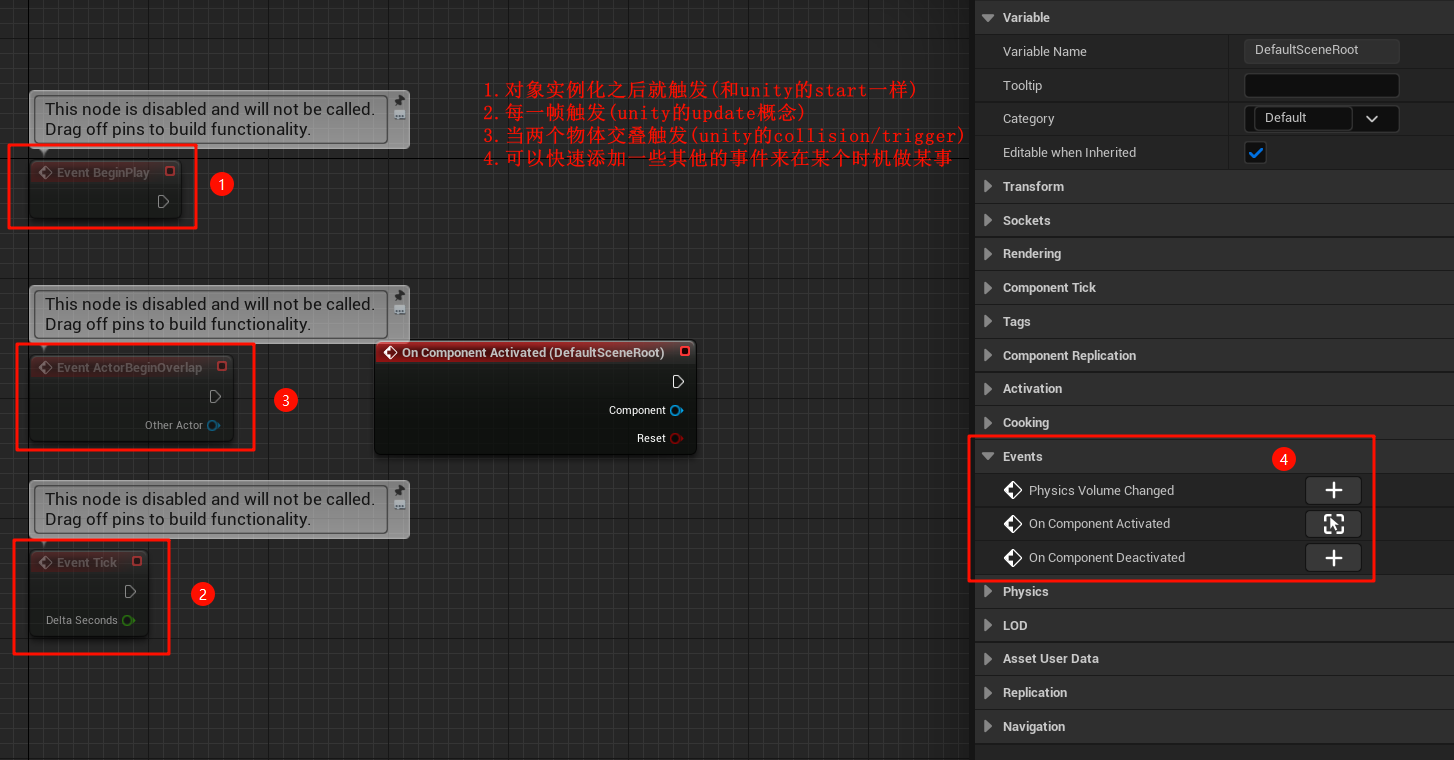 This node is disabled and will not be called.
Drag off pins to build functionality.
Event BeginPlay
1
1.对象实例化之后就触发(和unity的start一样)
2.每一帧触发(unity的update概念)
3.当两个物体交叠触发(unity的collision/trigger)
4.可以快速添加一些其他的事件来在某个时机做某事
This node is disabled and will not be called.
Drag off pins to build functionality.
Event ActorBeginOverlap
Other Actor
3
On Component Activated (DefaultSceneRoot)
Component
Reset
This node is disabled and will not be called.
Drag off pins to build functionality.
Event Tick
Delta Seconds
2
Variable
Variable Name
DefaultSceneRoot
Tooltip
Category
Default
Editable when Inherited
Transform
Sockets
Rendering
Component Tick
Tags
Component Replication
Activation
Cooking
Events
4
Physics Volume Changed
On Component Activated
On Component Deactivated
Physics
LOD
Asset User Data
Replication
Navigation